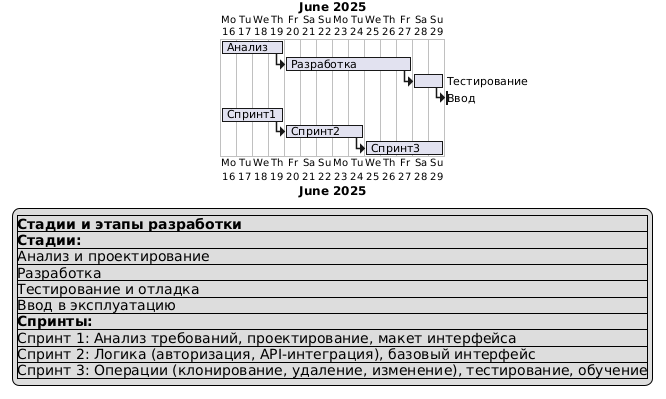 June 2025
Mo Tu We Th Fr Sa Su Mo Tu We Th Fr Sa Su
16 17 18 19 20 21 22 23 24 25 26 27 28 29
Анализ
Разработка
Тестирование
Ввод
Спринт1
Спринт2
Спринт3
Mo Tu We Th Fr Sa Su Mo Tu We Th Fr Sa Su
16 17 18 19 20 21 22 23 24 25 26 27 28 29
June 2025
Стадии и этапы разработки
Стадии:
Анализ и проектирование
Разработка
Тестирование и отладка
Ввод в эксплуатацию
Спринты:
Спринт 1: Анализ требований, проектирование, макет интерфейса
Спринт 2: Логика (авторизация, API-интеграция), базовый интерфейс
Спринт 3: Операции (клонирование, удаление, изменение), тестирование, обучение